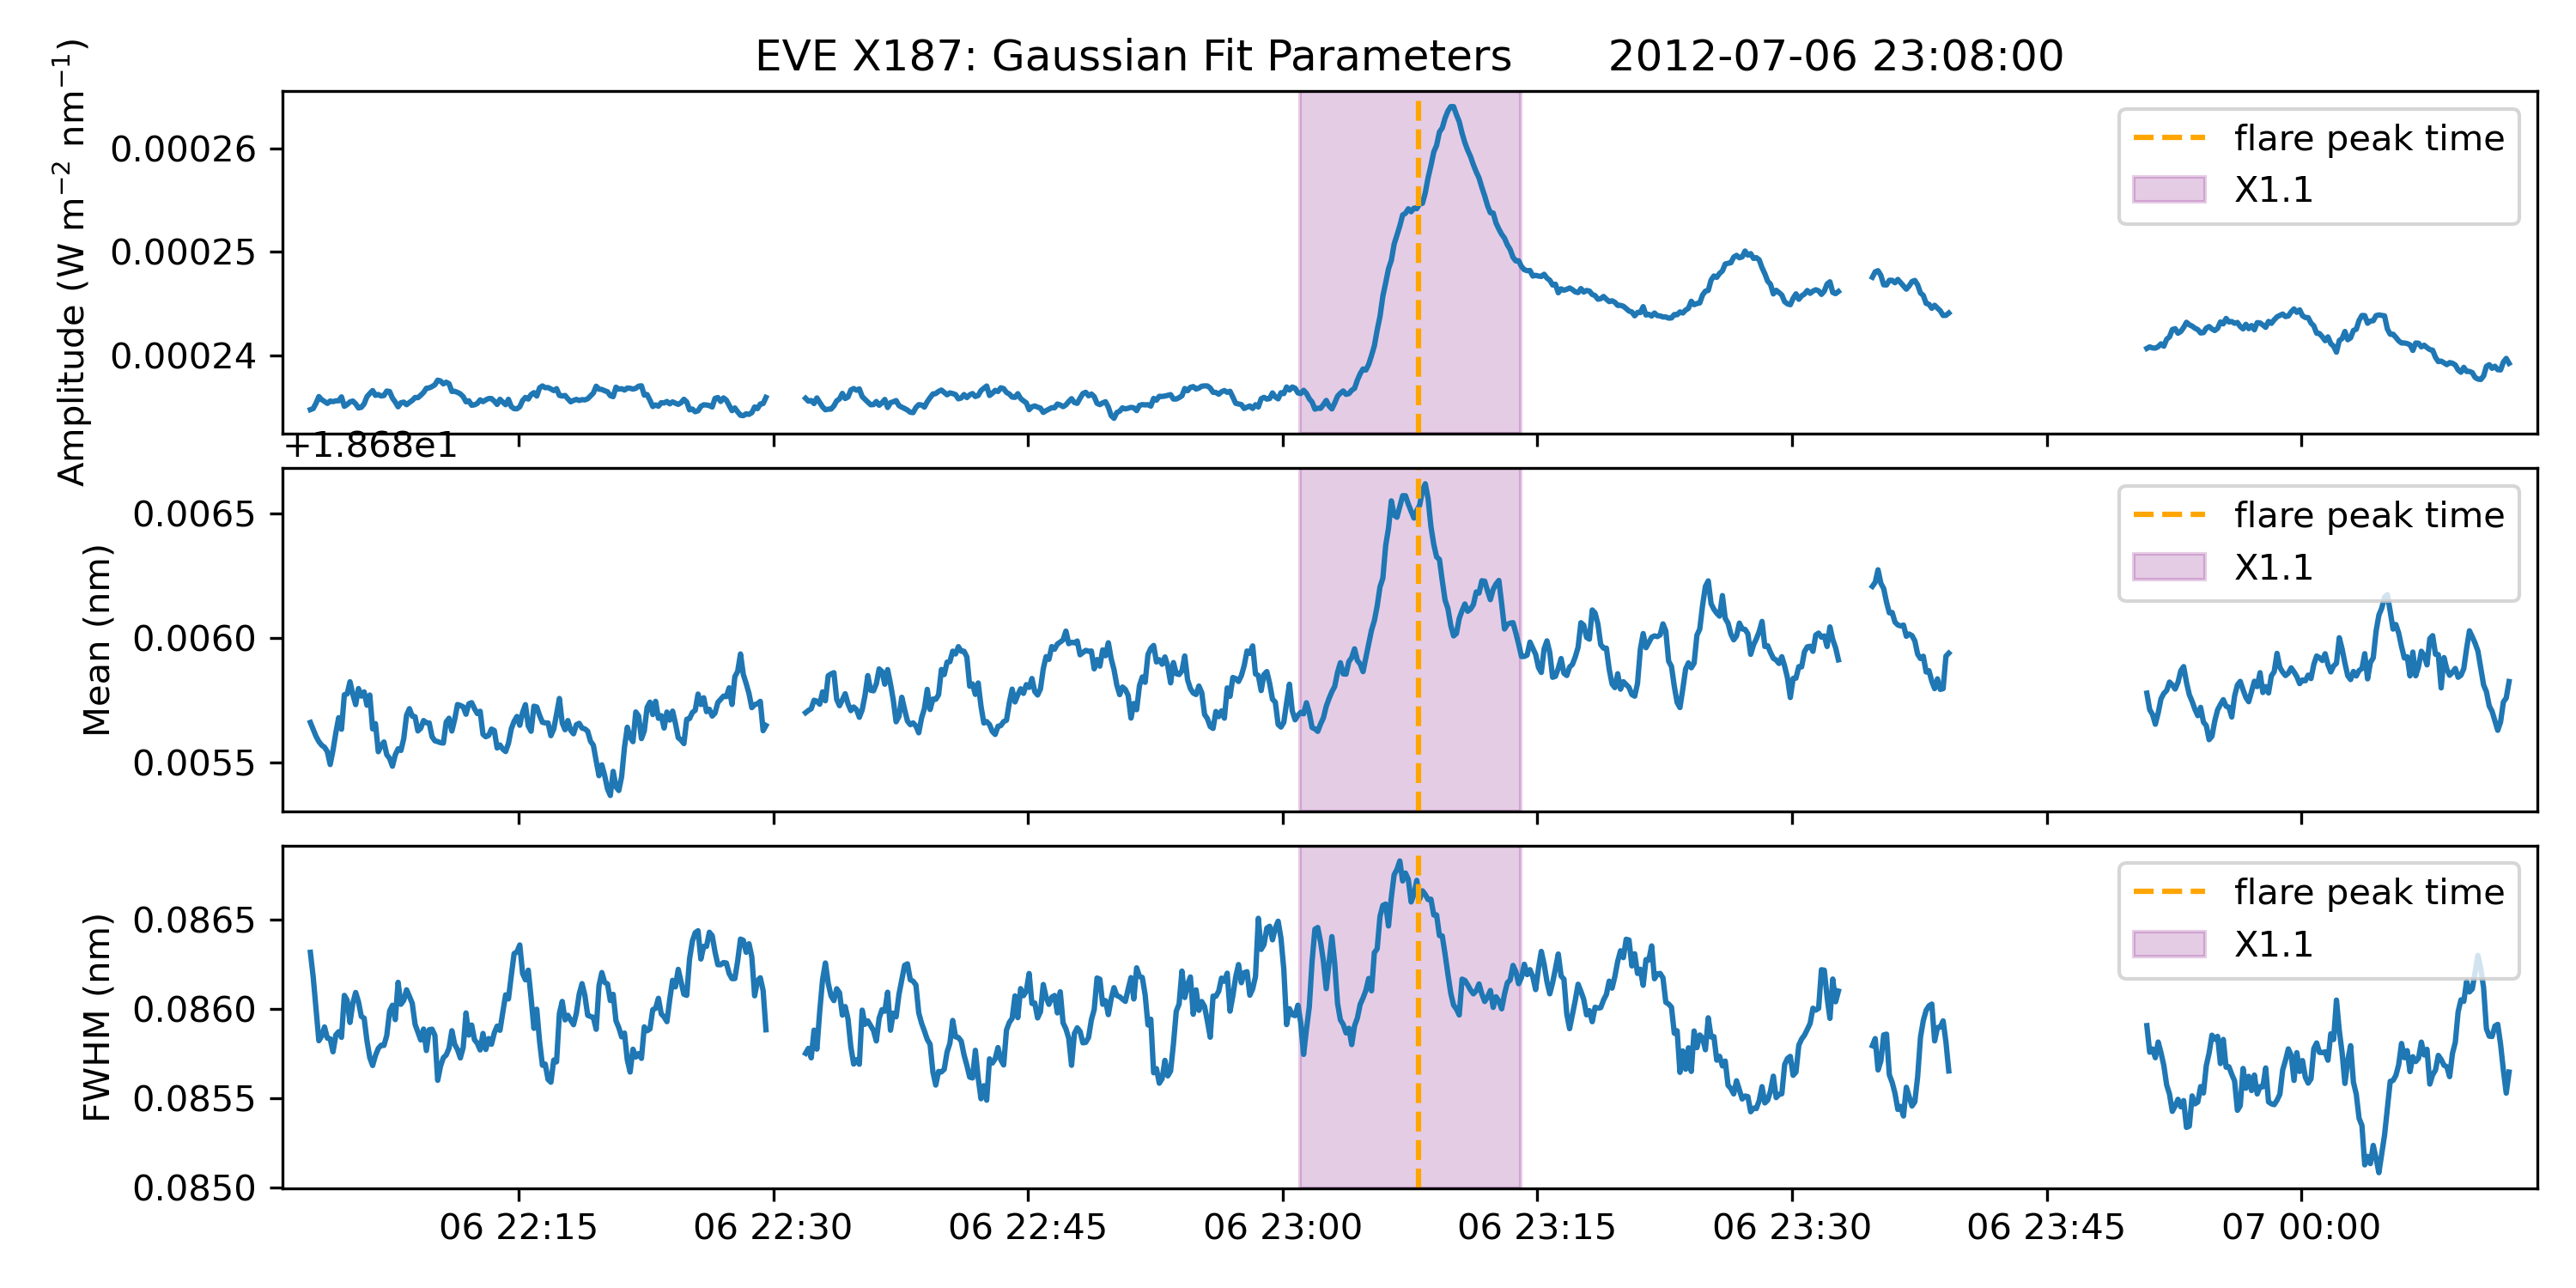 EVE X187: Gaussian Fit Parameters 2012-07-06 23:08:00
Amplitude (W m⁻² nm⁻¹)
0.00026
0.00025
0.00024
flare peak time
X1.1
+1.868e1
Mean (nm)
0.0065
0.0060
0.0055
flare peak time
X1.1
FWHM (nm)
0.0865
0.0860
0.0855
0.0850
flare peak time
X1.1
06 22:15 06 22:30 06 22:45 06 23:00 06 23:15 06 23:30 06 23:45 07 00:00